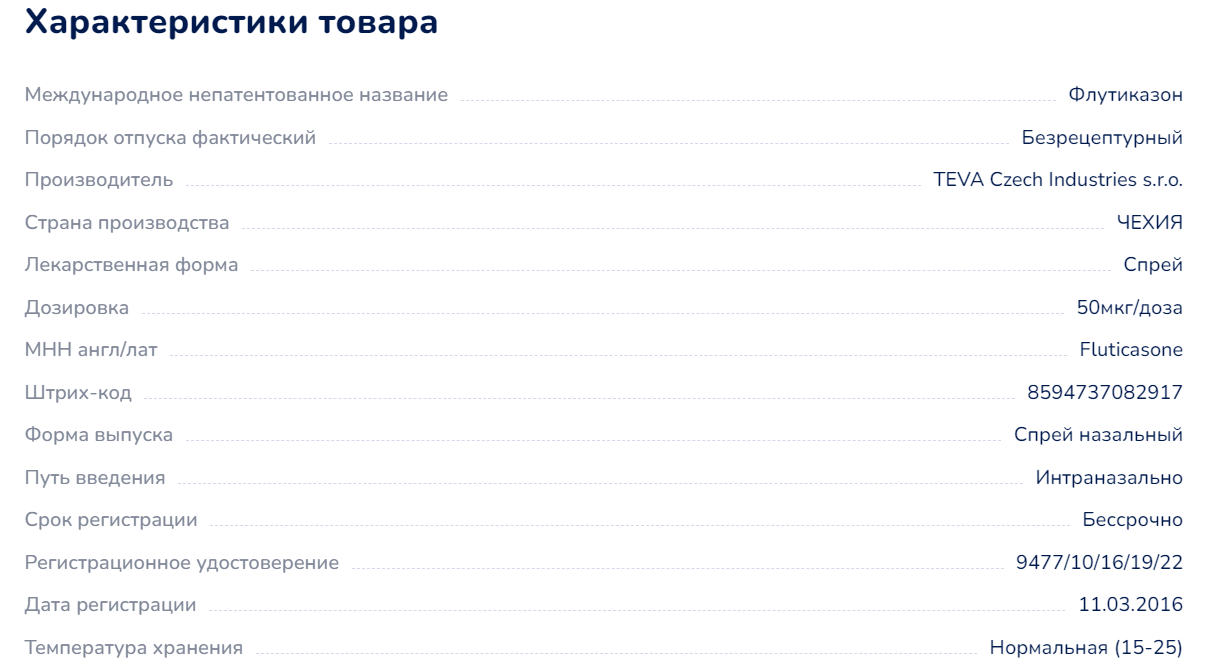 Характеристики товара
Международное непатентованное название Флутиказон
Порядок отпуска фактический Безрецептурный
Производитель TEVA Czech Industries s.r.o.
Страна производства ЧЕХИЯ
Лекарственная форма Спрей
Дозировка 50мкг/доза
МНН англ/лат Fluticasone
Штрих-код 8594737082917
Форма выпуска Спрей назальный
Путь введения Интраназально
Срок регистрации Бессрочно
Регистрационное удостоверение 9477/10/16/19/22
Дата регистрации 11.03.2016
Температура хранения Нормальная (15-25)